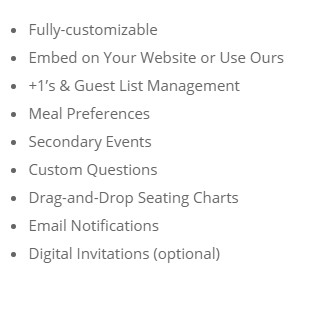 • Fully-customizable
• Embed on Your Website or Use Ours
• +1’s & Guest List Management
• Meal Preferences
• Secondary Events
• Custom Questions
• Drag-and-Drop Seating Charts
• Email Notifications
• Digital Invitations (optional)